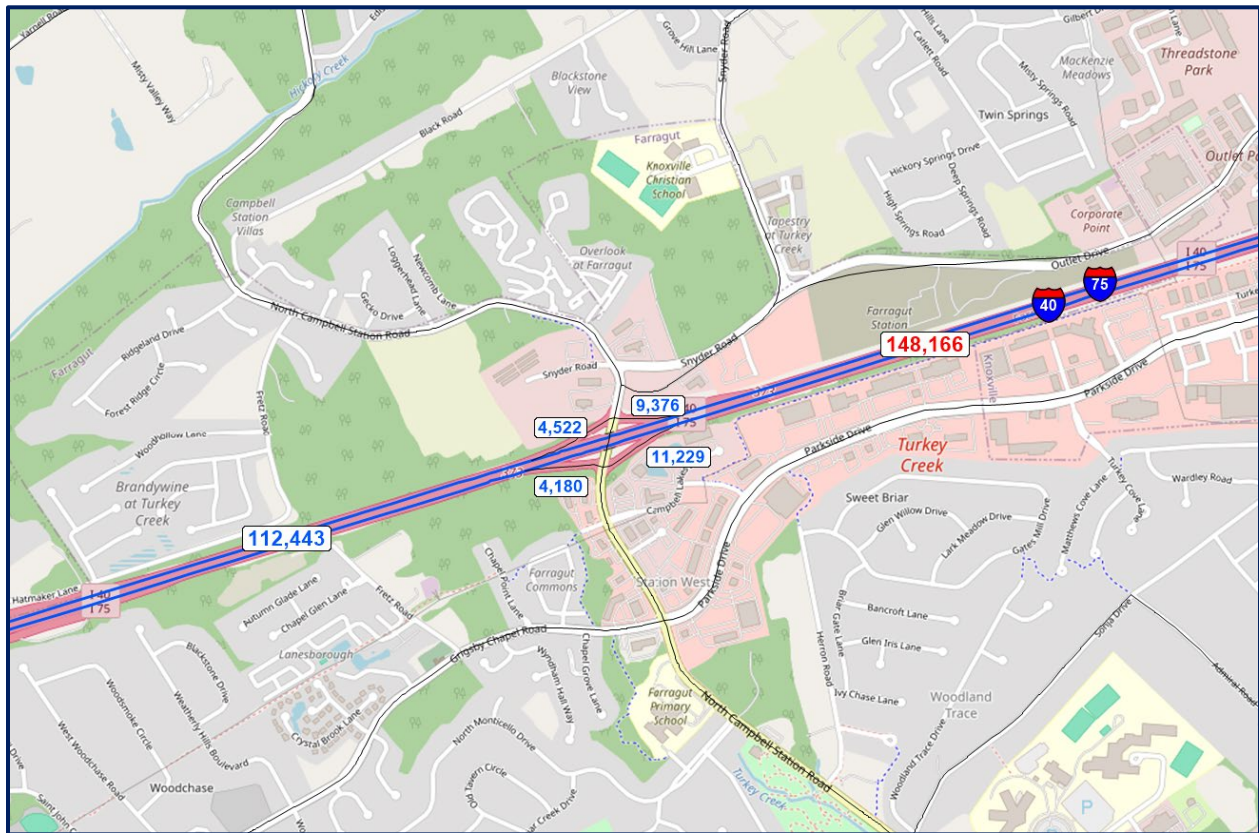 Yarnell Road
Misty Valley Way
Hickory Creek
Black Road
Grove Hill Lane
Snyder Road
Blackstone
View
Hills Lane
Catlett Road
Gilbert
Lane
MacKenzie
Meadows
Threadstone
Park
Misty Springs Road
Twin Springs
Farragut
Knoxville
Christian
School
Hickory Springs Drive
Deep Springs Road
High Springs Road
Outlet
Corporate
Point
Outlet Drive
Campbell
Station
Villas
Loggerhead Lane
Newcomb Lane
Gecko Drive
Overlook
at Farragut
Tapestry
at Turkey
Creek
North Campbell Station Road
I 40
I 75
75
40
Farragut
Station
148,166
Ridgeland Drive
Farragut
Forest Ridge Circle
Fretz Road
Snyder Road
Snyder Road
373
Knoxville
Parkside Drive
9,376
4,522
11,229
4,180
373
Parkside Drive
Turkey
Creek
Woodhollow Lane
Brandywine
at Turkey
Creek
Campbell Lakes
Sweet Briar
Glen Willow Drive
Lark Meadow Drive
Gates Mill Drive
Matthews Cove Lane
Turkey Cove Lane
Wardley Road
112,443
Hatmaker Lane
I 40
I 75
Autumn Glade Lane
Chapel Glen Lane
Fretz Road
Chapel Point Lane
Farragut
Commons
Station West
Parkside Drive
Briar Gate Lane
Bancroft Lane
Glen Iris Lane
Sonja Drive
Admiral Road
Lanesborough
Grigsby Chapel Road
Blackstone Drive
Weatherly Hills Boulevard
Woodsmoke Circle
West Woodchase Road
Crystal Brook Lane
Wyndham Hall Way
Chapel Grove Lane
Herron Road
Ivy Chase Lane
Farragut
Primary
School
North Campbell Station Road
Woodland
Trace
Woodland Trace Drive
North Monticello Drive
Old Tavern Circle
Creek Drive
Turkey Creek
Woodchase
Drive
P